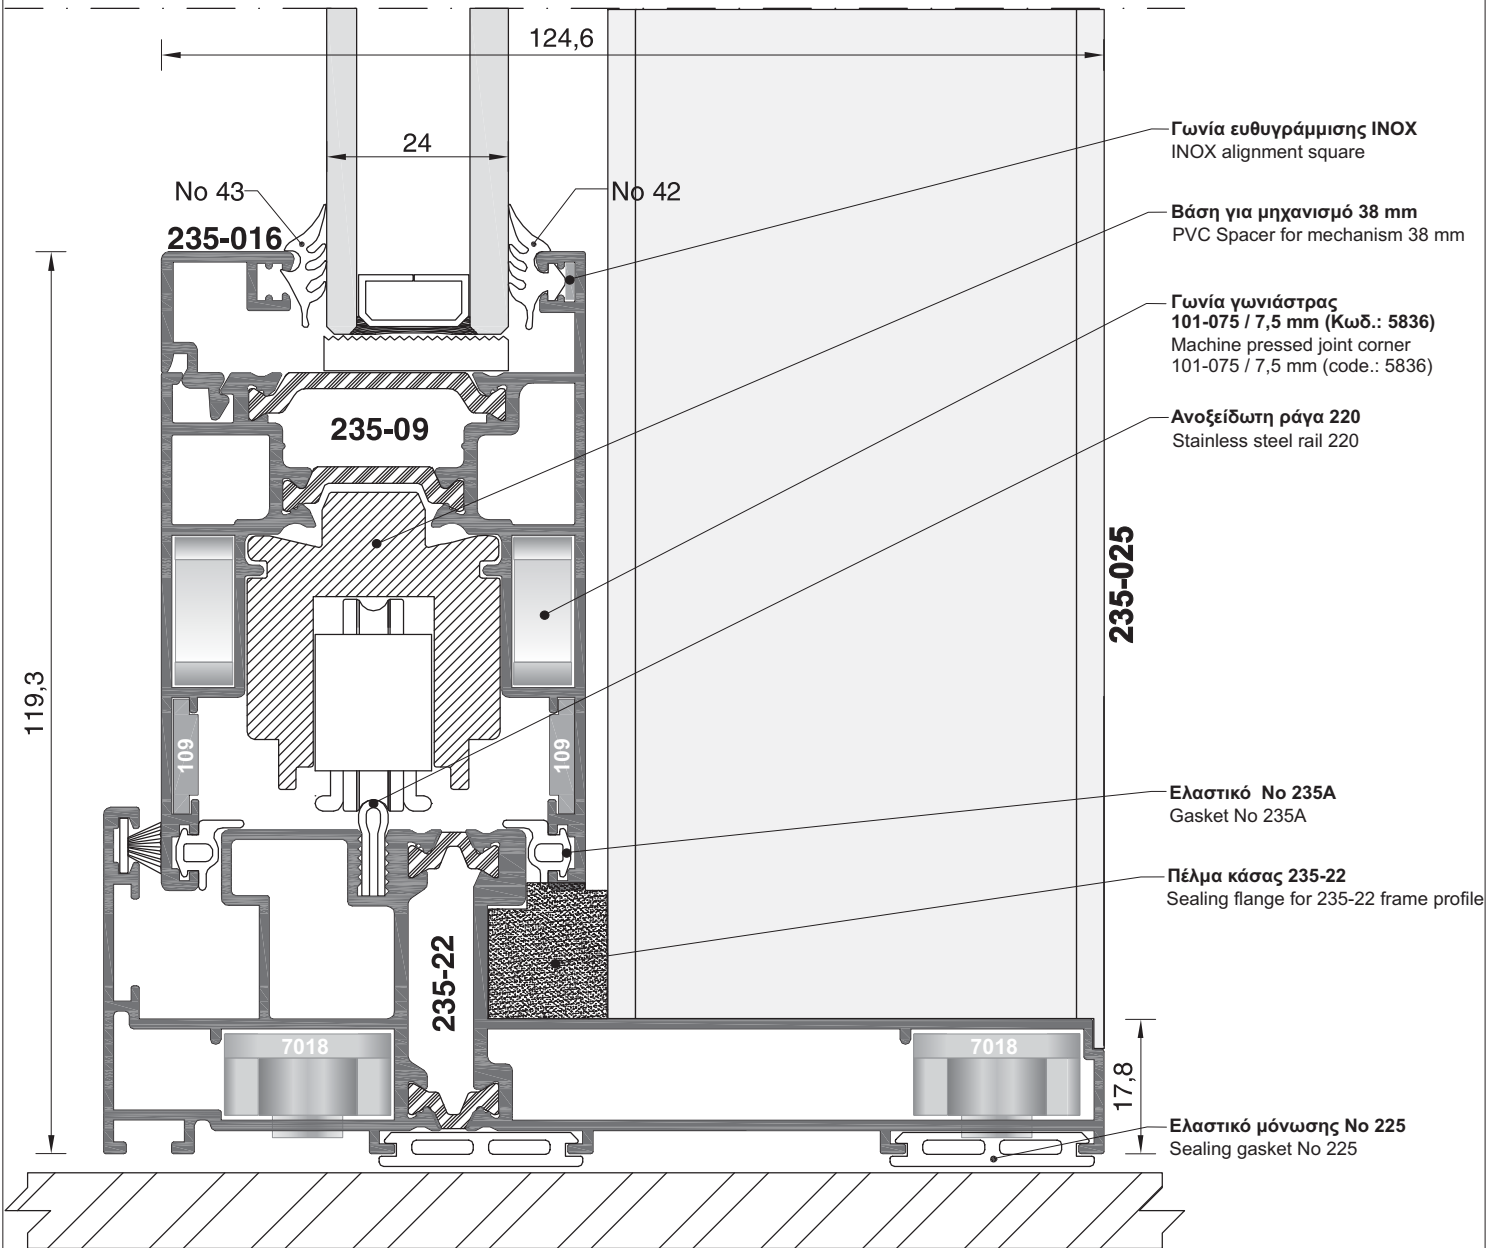 124,6
24
No 43
No 42
235-016
Γωνία ευθυγράμμισης INOX
INOX alignment square
Βάση για μηχανισμό 38 mm
PVC Spacer for mechanism 38 mm
Γωνία γωνιάστρας
101-075 / 7,5 mm (Κωδ.: 5836)
Machine pressed joint corner
101-075 / 7,5 mm (code.: 5836)
Ανοξείδωτη ράγα 220
Stainless steel rail 220
235-09
235-025
119,3
109
109
Ελαστικό No 235A
Gasket No 235A
Πέλμα κάσας 235-22
Sealing flange for 235-22 frame profile
235-22
7018
7018
17,8
Ελαστικό μόνωσης No 225
Sealing gasket No 225